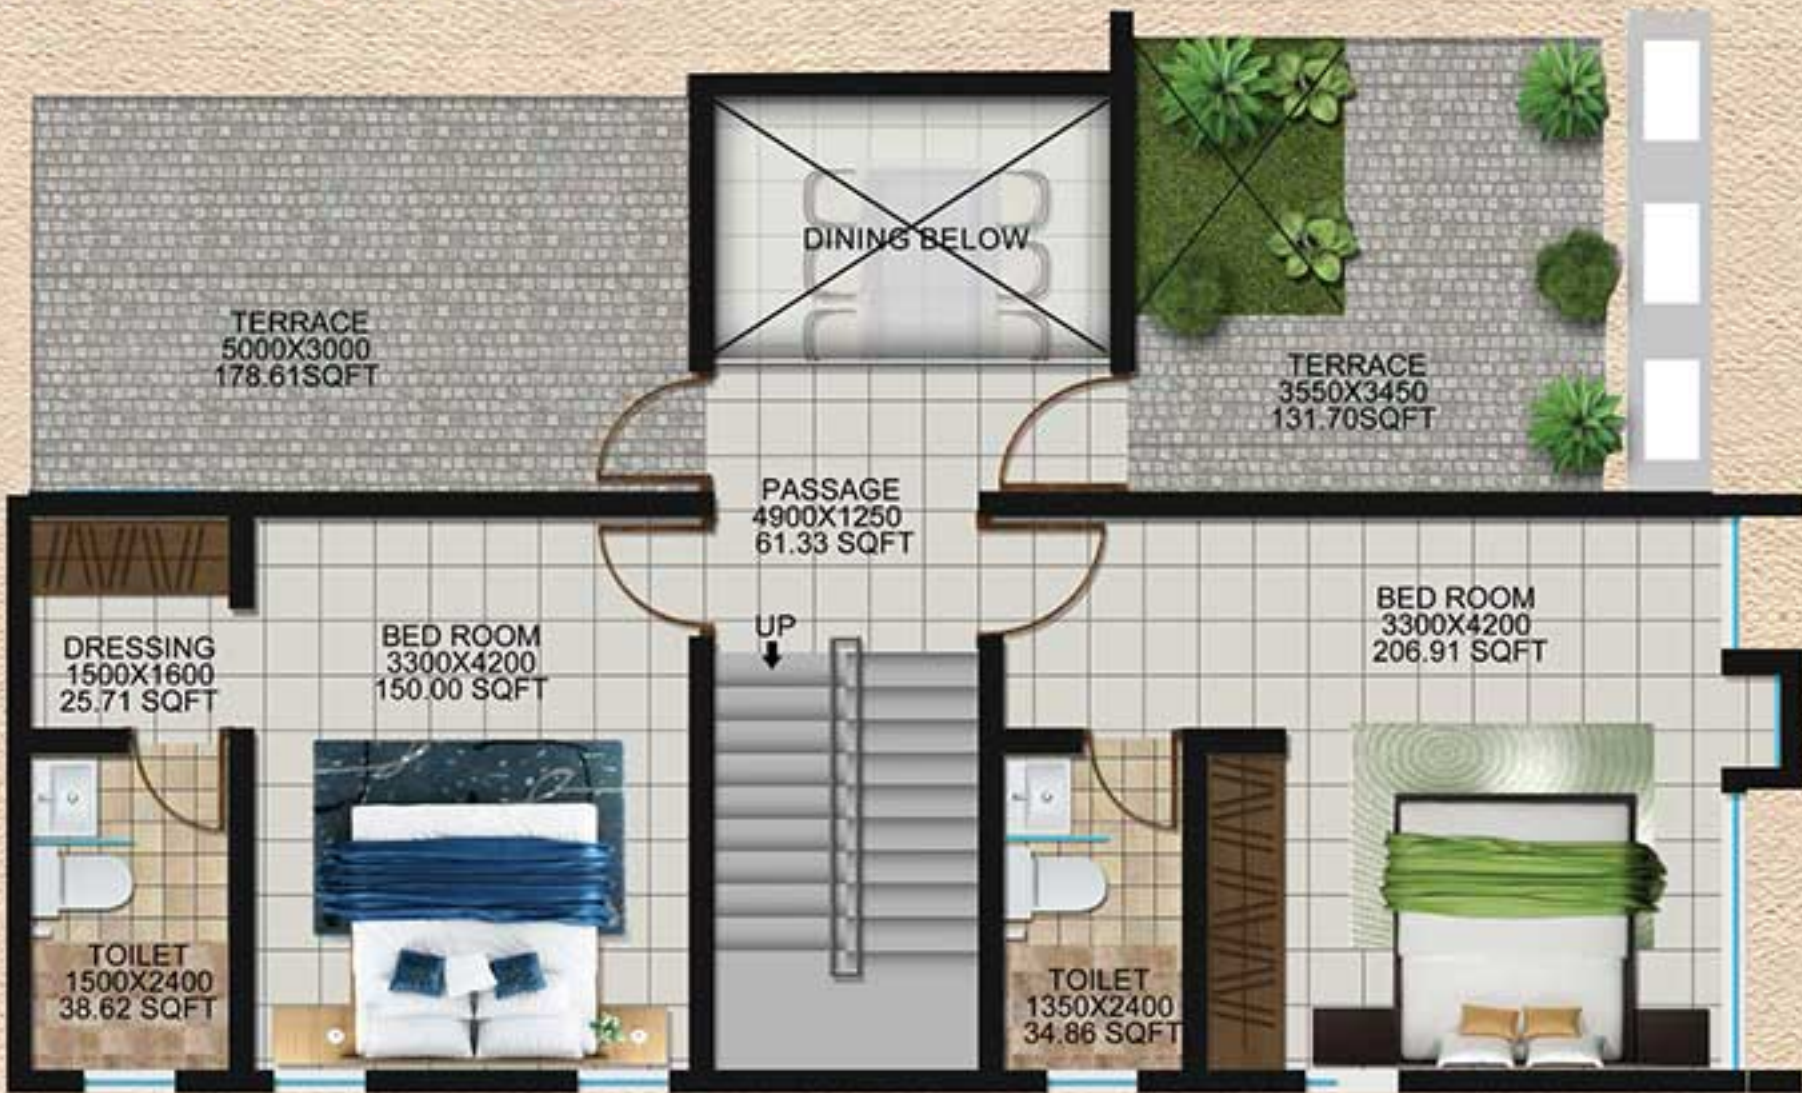 DINING BELOW
TERRACE
5000X3000
178.61SQFT
TERRACE
3550X3450
131.70SQFT
PASSAGE
4900X1250
61.33 SQFT
UP
DRESSING
1500X1600
25.71 SQFT
BED ROOM
3300X4200
150.00 SQFT
BED ROOM
3300X4200
206.91 SQFT
TOILET
1500X2400
38.62 SQFT
TOILET
1350X2400
34.86 SQFT